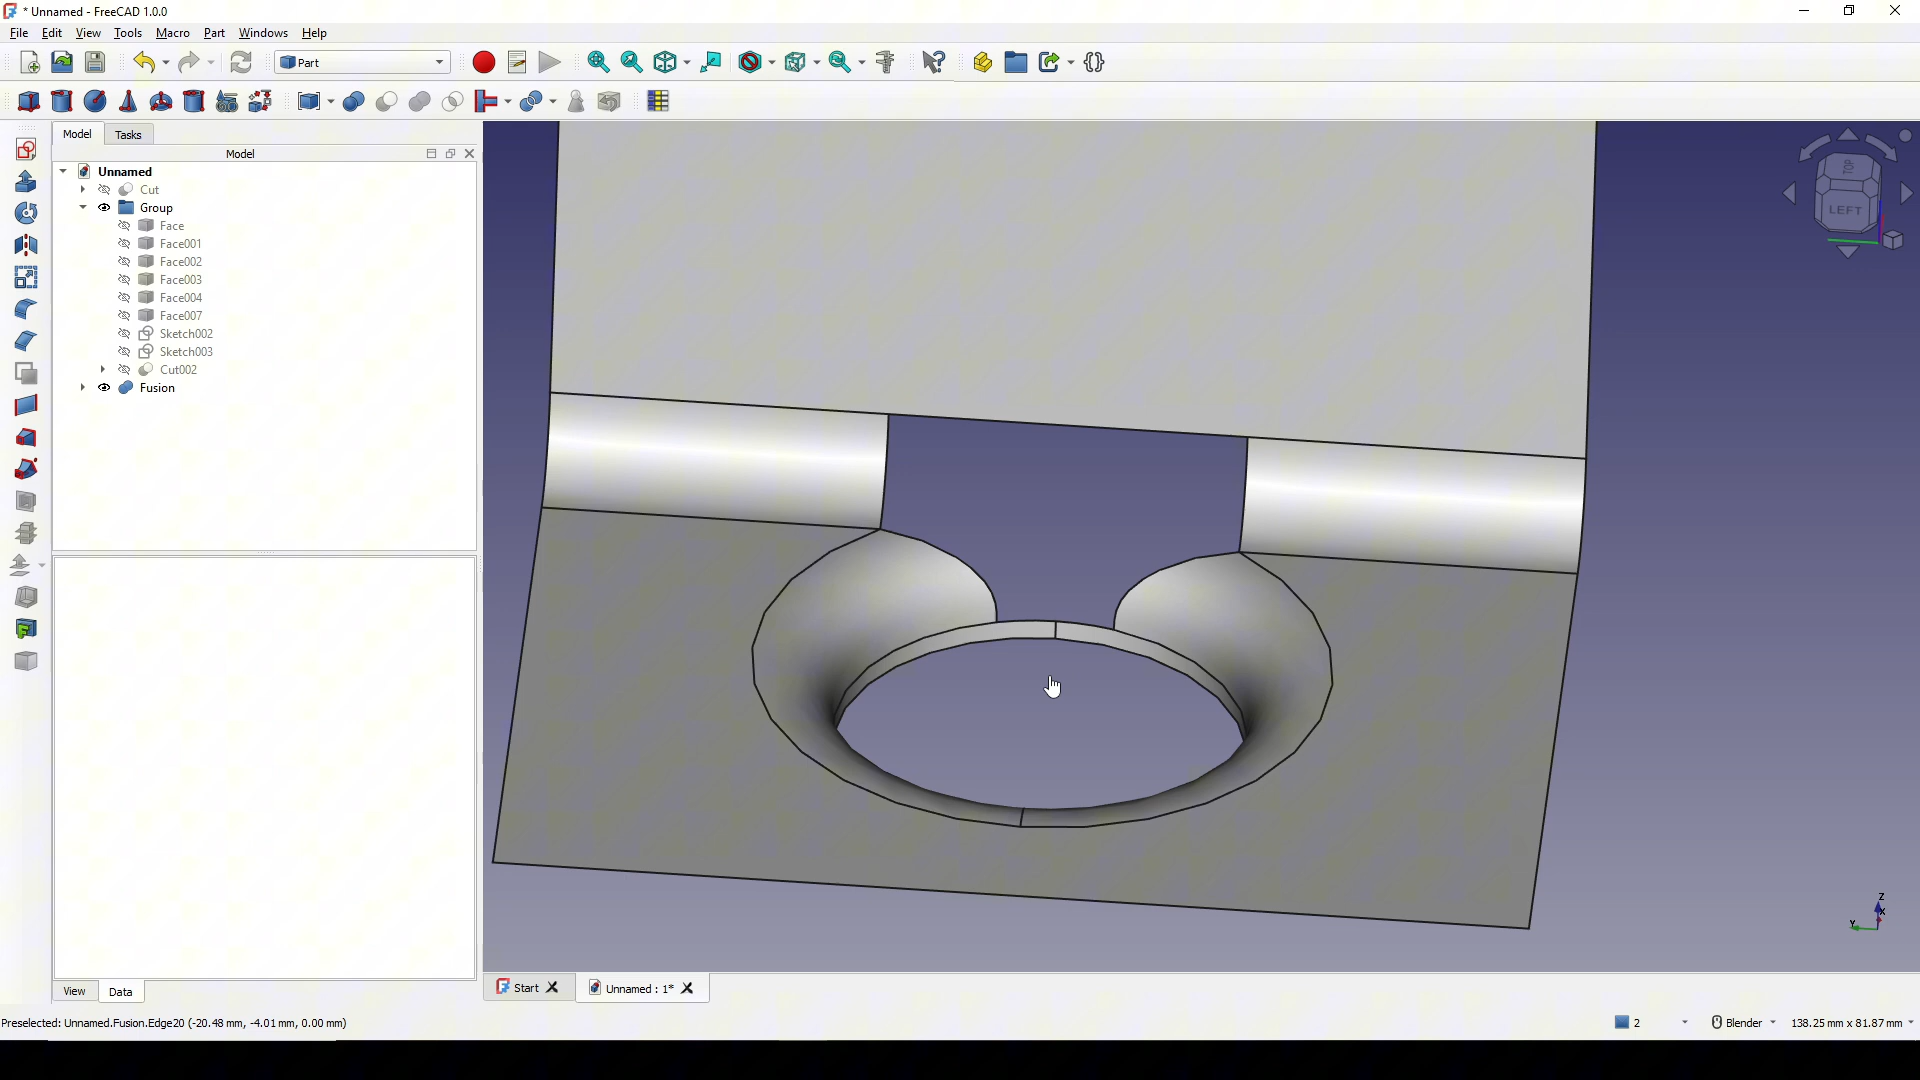 * Unnamed - FreeCAD 1.0.0
File Edit View Tools Macro Part Windows Help
Part
Model Tasks
Model
Unnamed
Cut
Group
Face
Face001
Face002
Face003
Face004
Face007
Sketch002
Sketch003
Cut002
Fusion
TOP
LEFT
Z
X
Y
View Data
Start
Unnamed : 1*
Preselected: Unnamed.Fusion.Edge20 (-20.48 mm, -4.01 mm, 0.00 mm)
2 Blender 138.25 mm x 81.87 mm